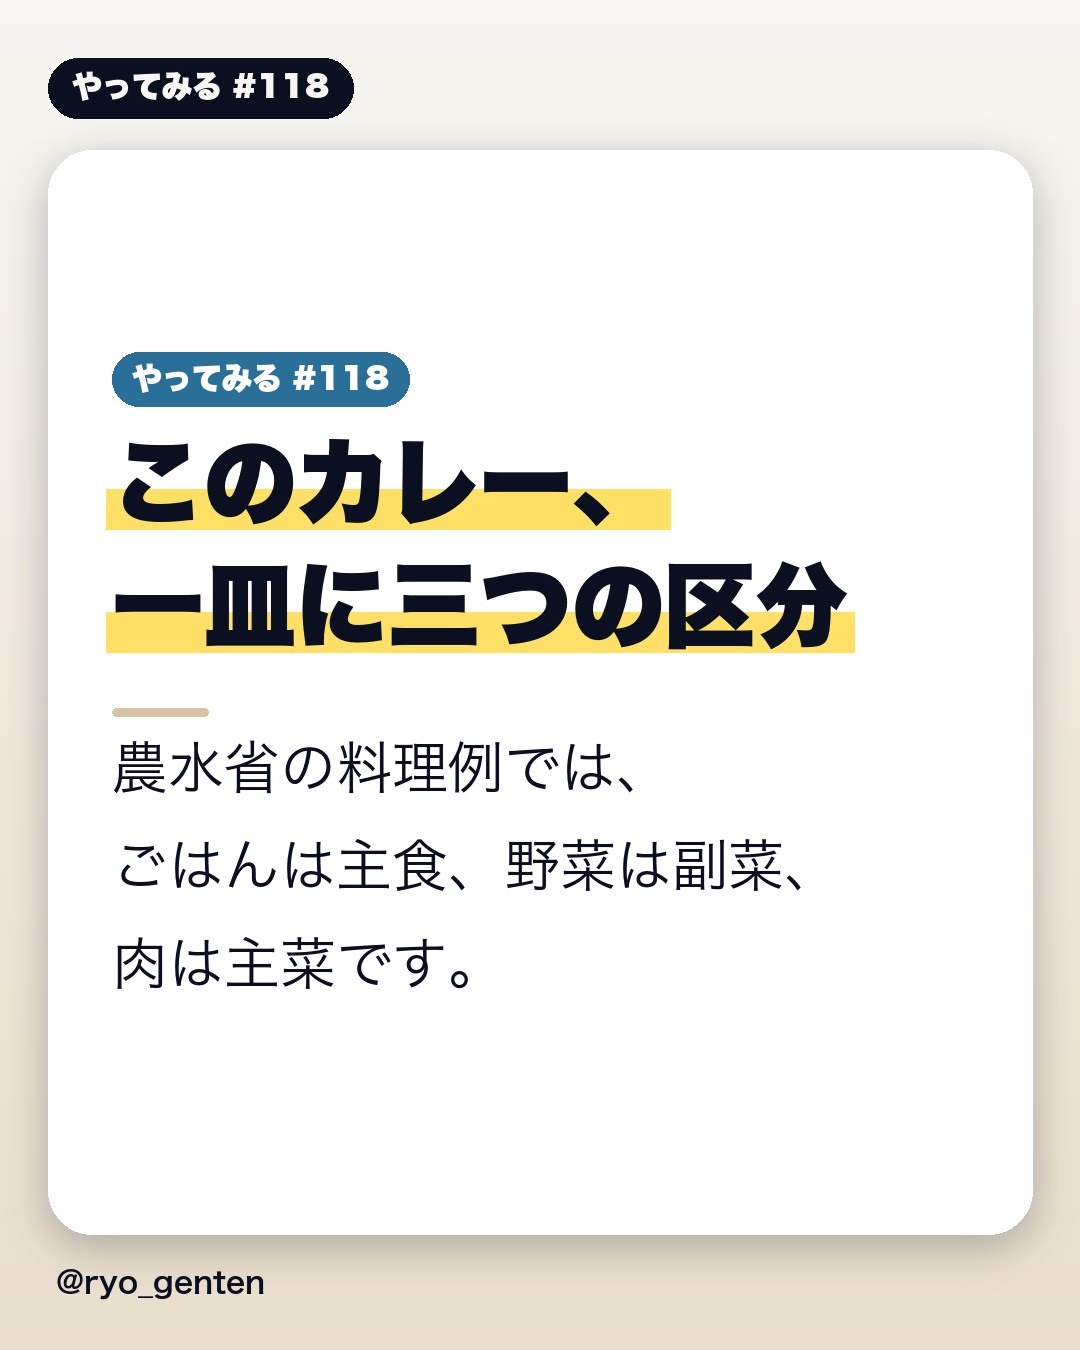 やってみる #118
やってみる #118
このカレー、
一皿に三つの区分
農水省の料理例では、
ごはんは主食、野菜は副菜、
肉は主菜です。
@ryo_genten